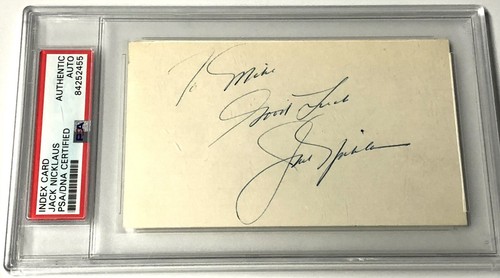 INDEX CARD
JACK NICKLAUS
PSA/DNA CERTIFIED
AUTHENTIC
AUTO
84252455
PSA
To Mike
Good Luck
Jack Nicklaus